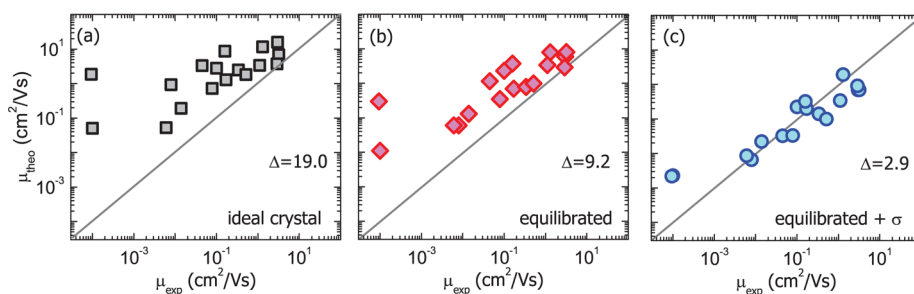 (a)
(b)
(c)
10¹
10⁻¹
10⁻³
μtheo (cm²/Vs)
Δ=19.0
Δ=9.2
Δ=2.9
ideal crystal
equilibrated
equilibrated + σ
10⁻³ 10⁻¹ 10¹
10⁻³ 10⁻¹ 10¹
10⁻³ 10⁻¹ 10¹
μexp (cm²/Vs)
μexp (cm²/Vs)
μexp (cm²/Vs)